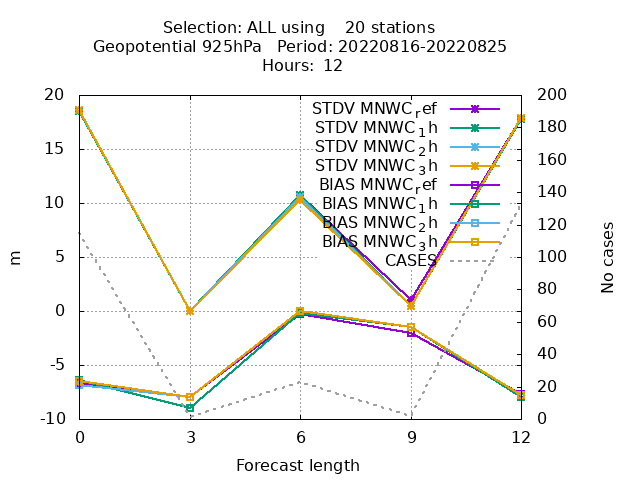 Selection: ALL using    20 stations
Geopotential 925hPa   Period: 20220816-20220825
Hours: 12
20
15
10
5
0
-5
-10
m
200
180
160
140
120
100
80
60
40
20
0
No cases
STDV MNWC_ref
STDV MNWC_1h
STDV MNWC_2h
STDV MNWC_3h
BIAS MNWC_ref
BIAS MNWC_1h
BIAS MNWC_2h
BIAS MNWC_3h
CASES
0 3 6 9 12
Forecast length